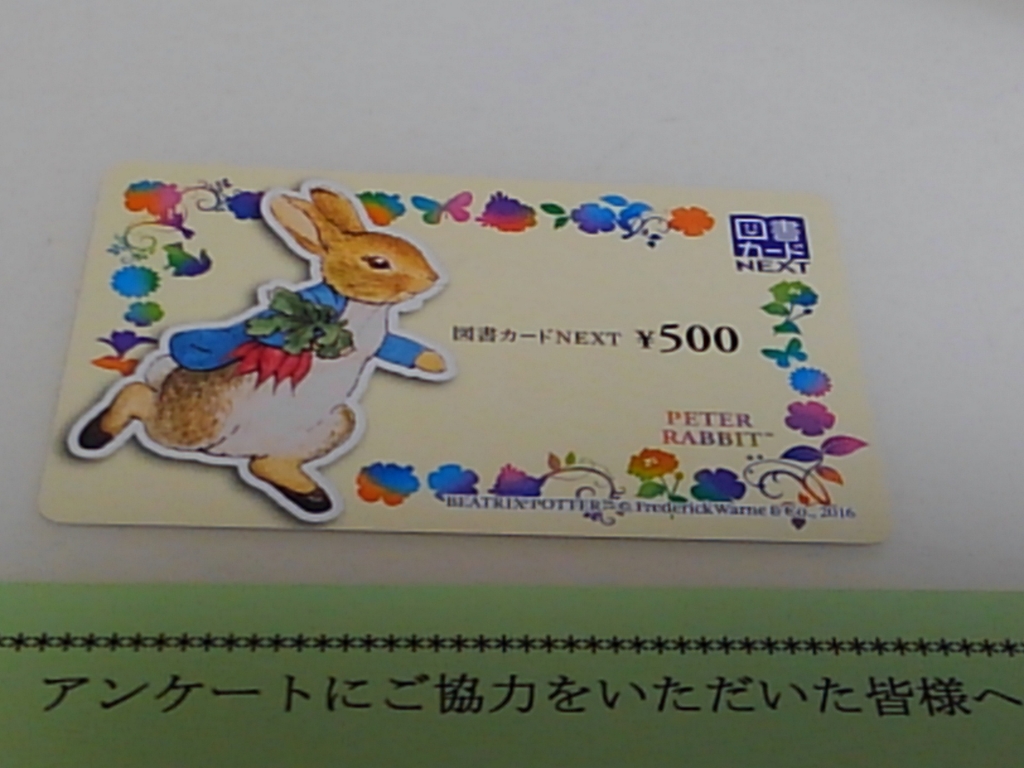 図書
カード
NEXT
図書カードNEXT ¥500
PETER
RABBIT™
BEATRIX POTTER™ © Frederick Warne & Co., 2016
************************************************
アンケートにご協力をいただいた皆様へ